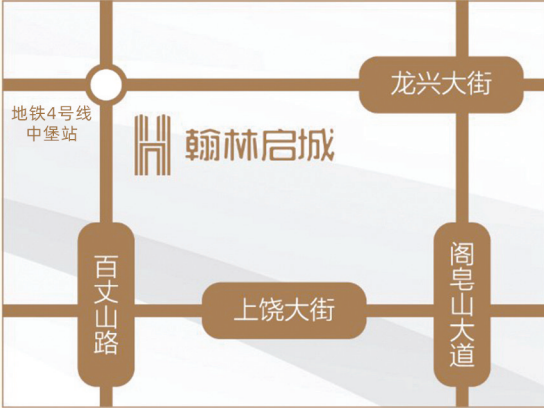 龙兴大街
地铁4号线
中堡站
翰林启城
百丈山路
上饶大街
阁皂山大道